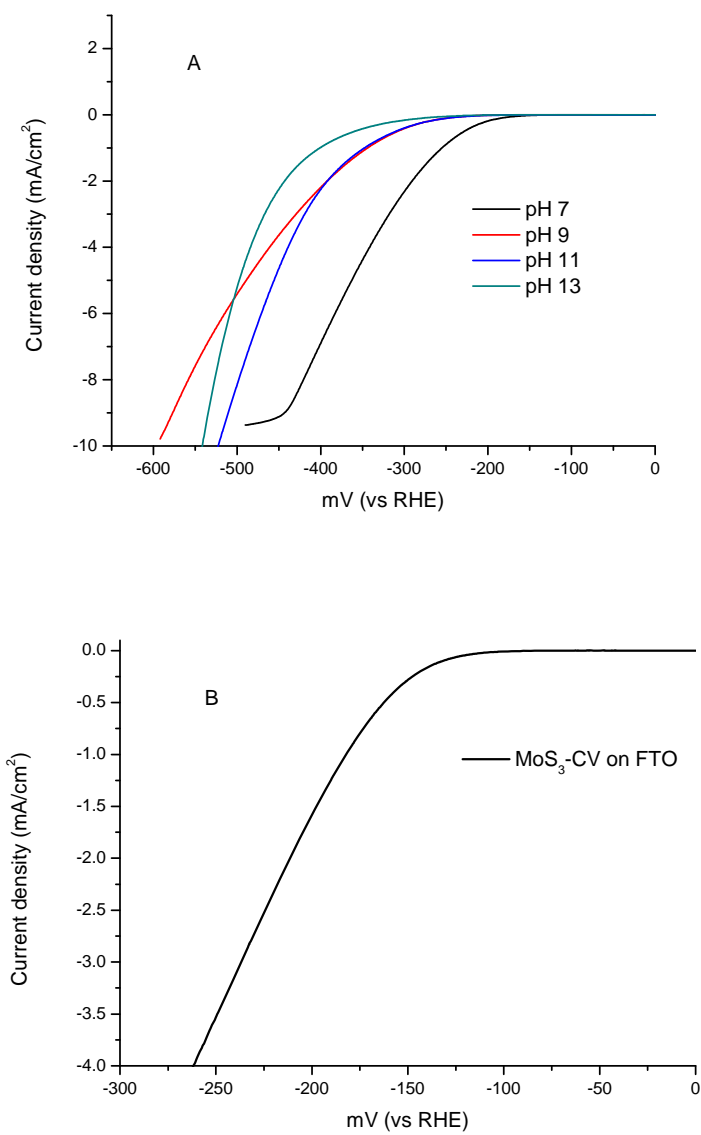 A
2
0
-2
-4
-6
-8
-10
Current density (mA/cm²)
pH 7
pH 9
pH 11
pH 13
-600 -500 -400 -300 -200 -100 0
mV (vs RHE)
B
0.0
-0.5
-1.0
-1.5
-2.0
-2.5
-3.0
-3.5
-4.0
Current density (mA/cm²)
MoS₃-CV on FTO
-300 -250 -200 -150 -100 -50 0
mV (vs RHE)